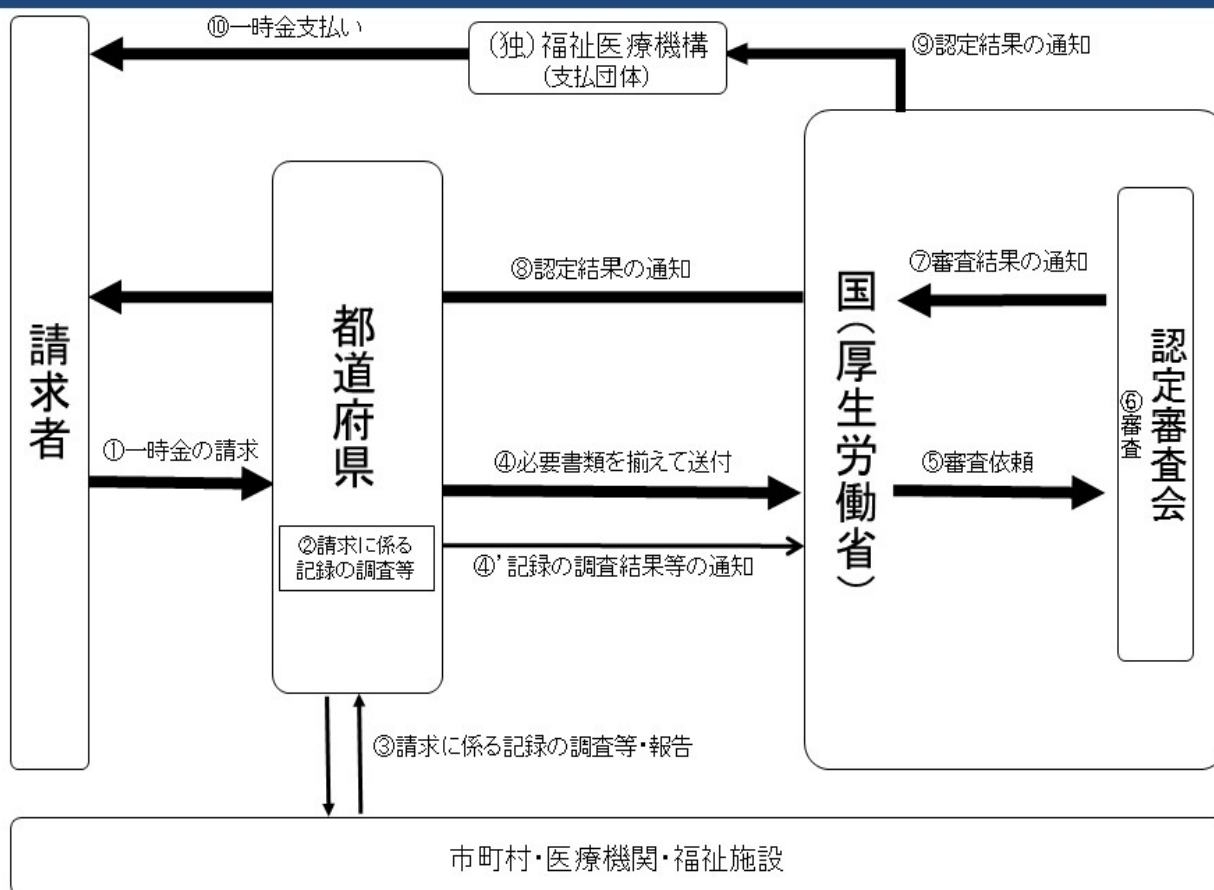 ⑩一時金支払い
(独)福祉医療機構
(支払団体)
⑨認定結果の通知
⑧認定結果の通知
⑦審査結果の通知
請求者
都道府県
国(厚生労働省)
認定審査会
⑥審査
①一時金の請求
④必要書類を揃えて送付
⑤審査依頼
②請求に係る
記録の調査等
④’記録の調査結果等の通知
③請求に係る記録の調査等・報告
市町村・医療機関・福祉施設